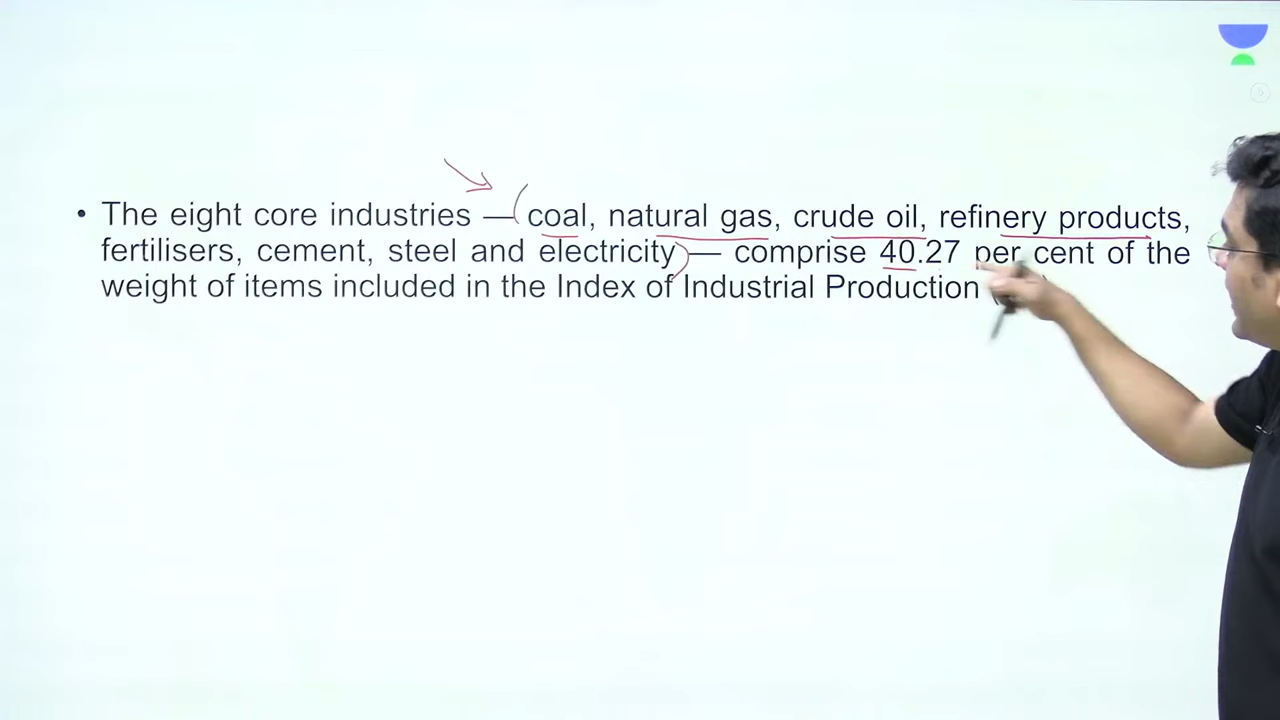 • The eight core industries — coal, natural gas, crude oil, refinery products,
fertilisers, cement, steel and electricity — comprise 40.27 per cent of the
weight of items included in the Index of Industrial Production